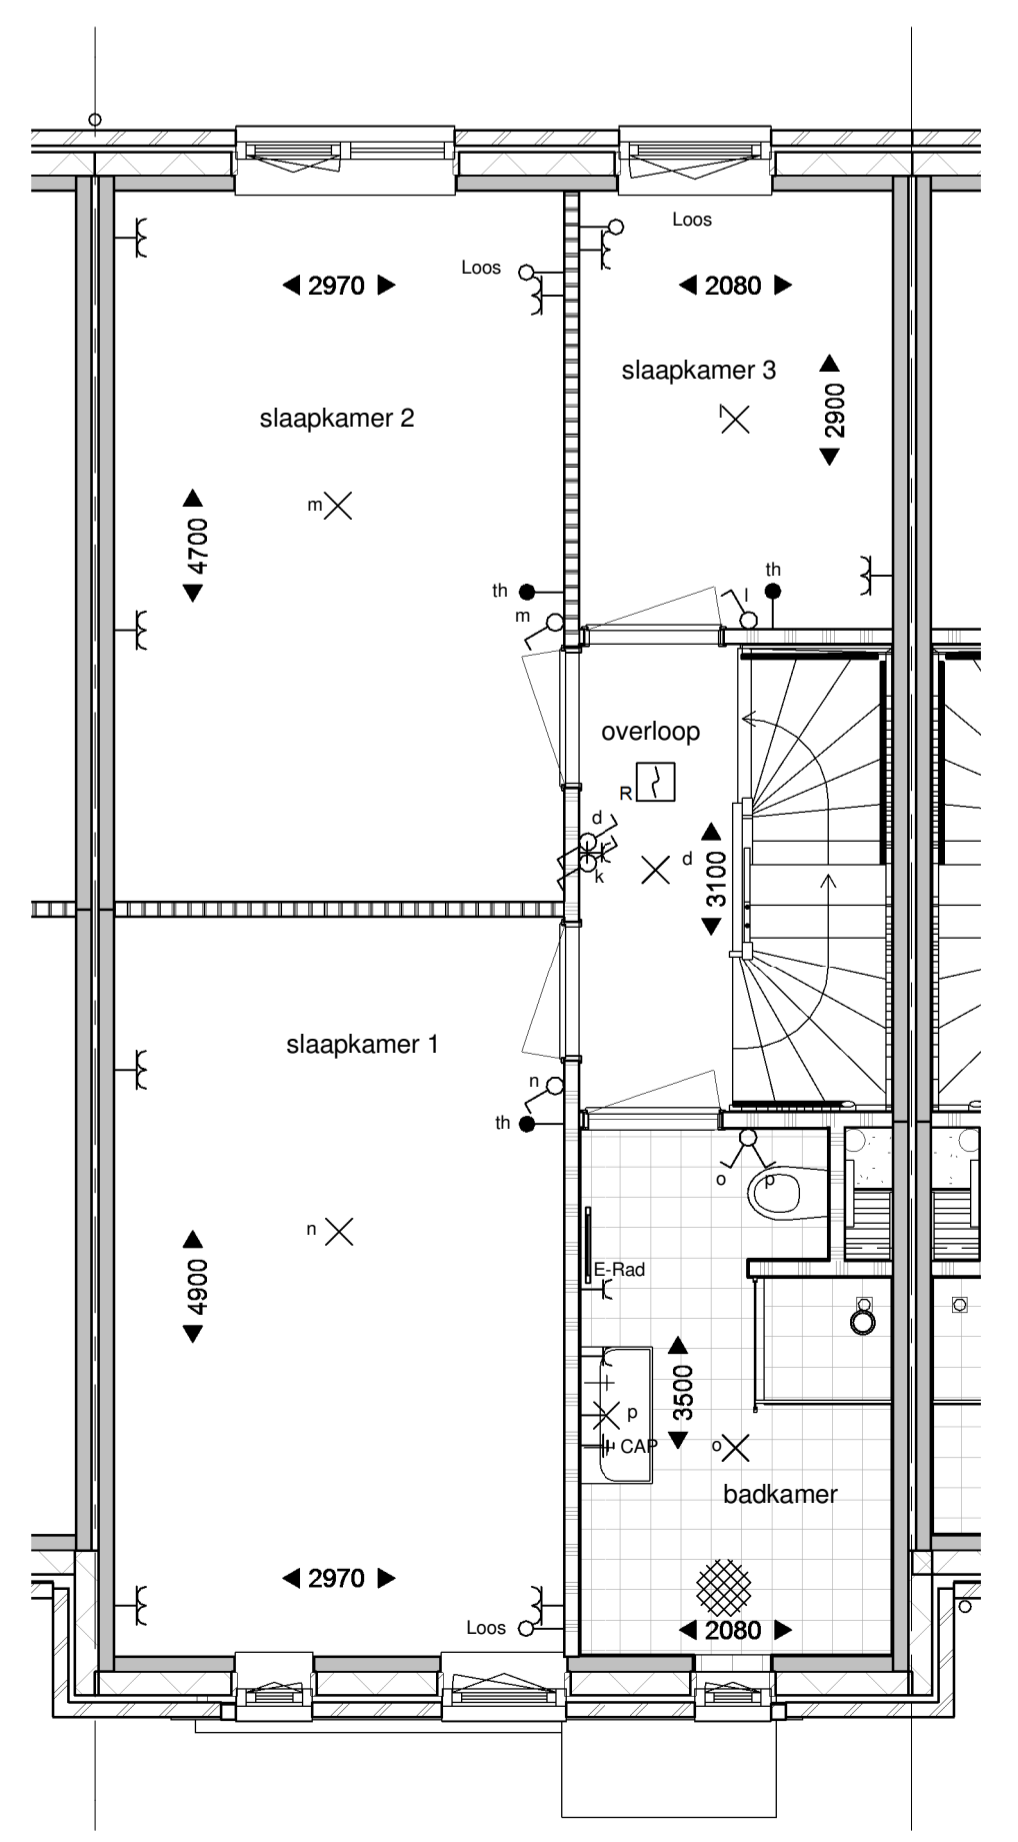 Loos
Loos
2970
2080
slaapkamer 3
2900
slaapkamer 2
m
4700
th
th
m
l
overloop
R
d
d
k
3100
slaapkamer 1
n
th
o
p
n
E-Rad
4900
3500
p
CAP
o
badkamer
2970
Loos
2080